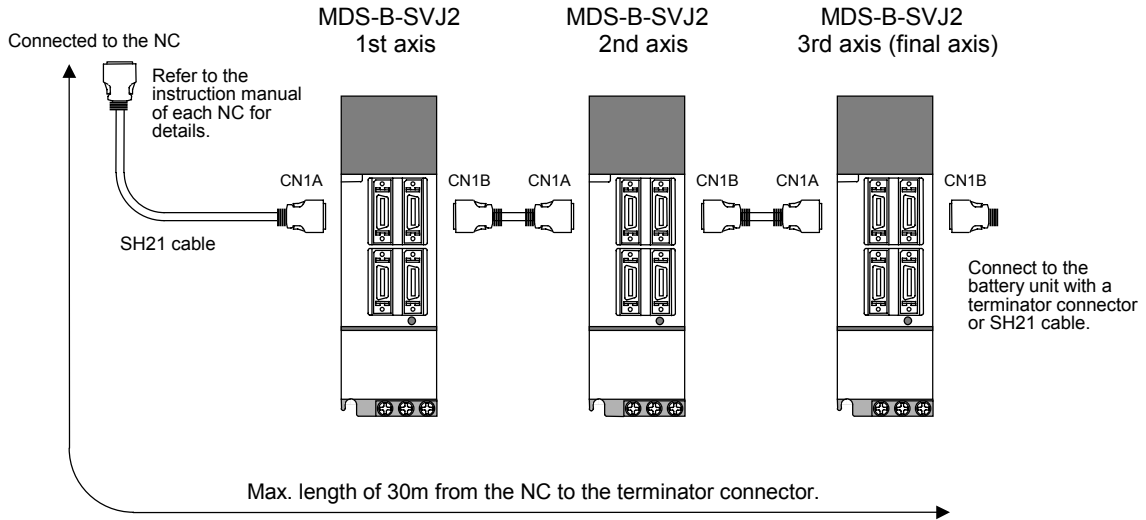 MDS-B-SVJ2
1st axis
MDS-B-SVJ2
2nd axis
MDS-B-SVJ2
3rd axis (final axis)
Connected to the NC
Refer to the
instruction manual
of each NC for
details.
CN1A
CN1B
CN1A
CN1B
CN1A
CN1B
SH21 cable
Connect to the
battery unit with a
terminator connector
or SH21 cable.
Max. length of 30m from the NC to the terminator connector.